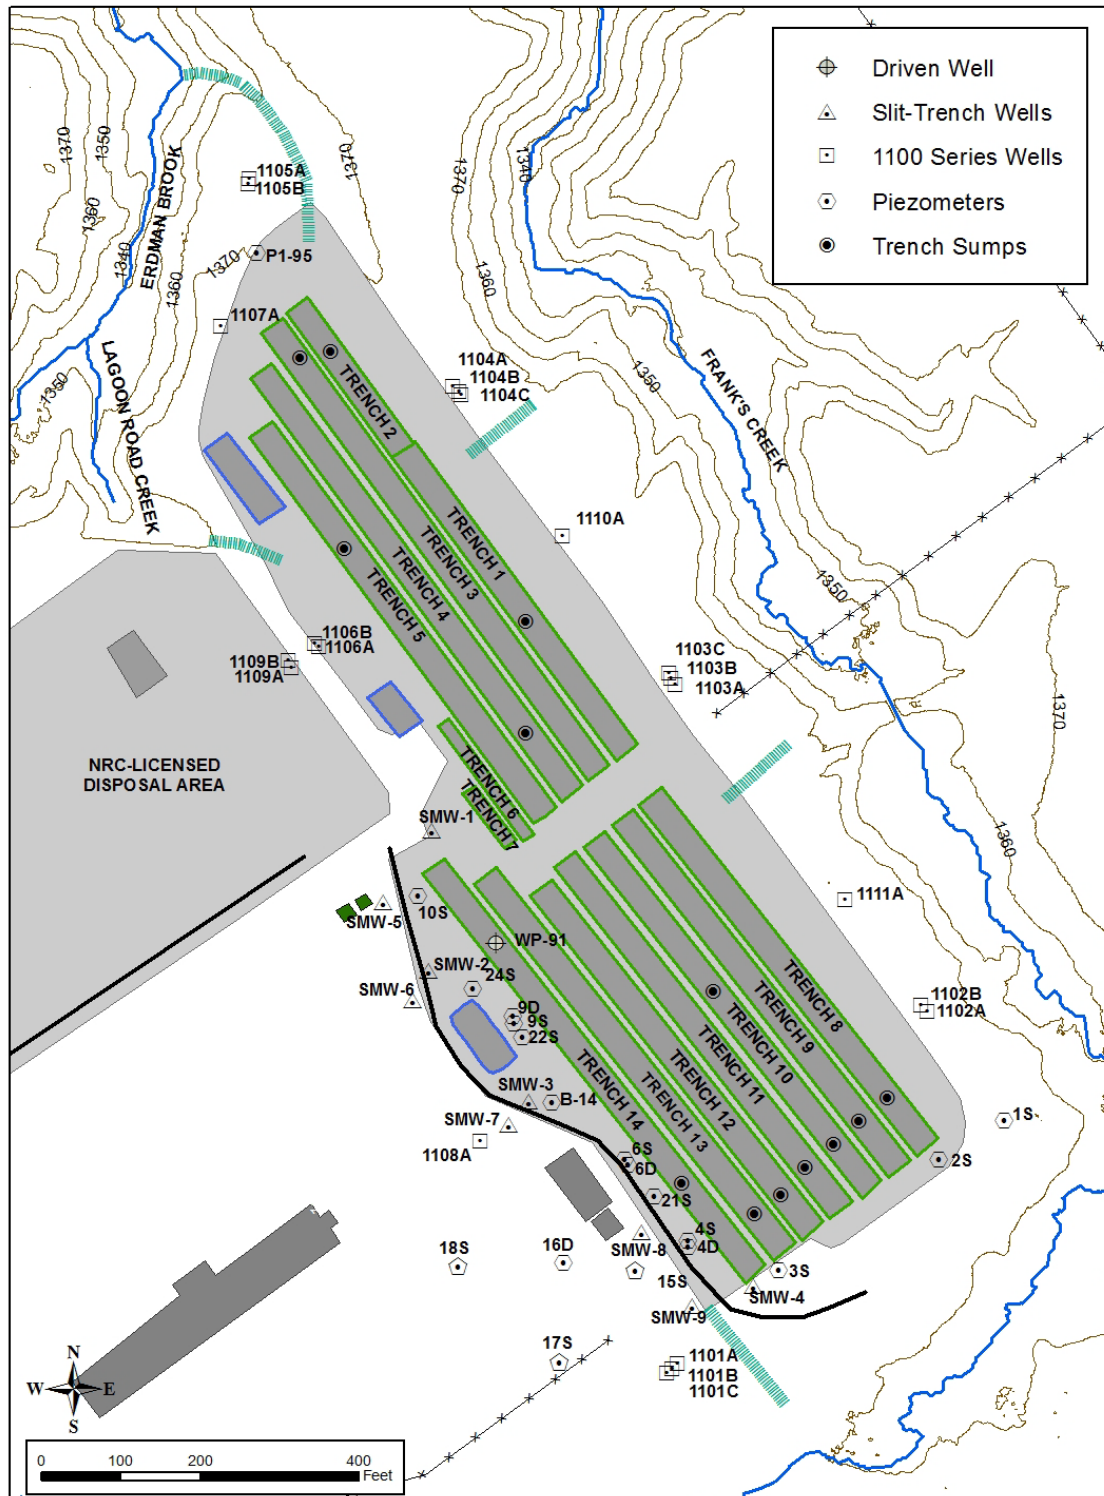 Driven Well
Slit-Trench Wells
1100 Series Wells
Piezometers
Trench Sumps
1370
1350
1360
1340
ERDMAN BROOK
1360
1370
1105A
1105B
1370
P1-95
1107A
1350
LAGOON ROAD CREEK
1370
1340
1360
1350
FRANK'S CREEK
1350
1370
1360
1104A
1104B
1104C
TRENCH 2
TRENCH 1
TRENCH 3
TRENCH 4
TRENCH 5
1110A
1106B
1106A
1109B
1109A
1103C
1103B
1103A
NRC-LICENSED
DISPOSAL AREA
TRENCH 6
TRENCH 7
SMW-1
10S
SMW-5
WP-91
SMW-2
24S
SMW-6
9D
9S
22S
1111A
1102B
1102A
TRENCH 8
TRENCH 9
TRENCH 10
TRENCH 11
TRENCH 12
TRENCH 13
TRENCH 14
SMW-3
B-14
SMW-7
1108A
1S
2S
6S
6D
21S
4S
4D
SMW-8
18S
16D
15S
3S
SMW-4
SMW-9
17S
1101A
1101B
1101C
N
W
E
S
0
100
200
400
Feet